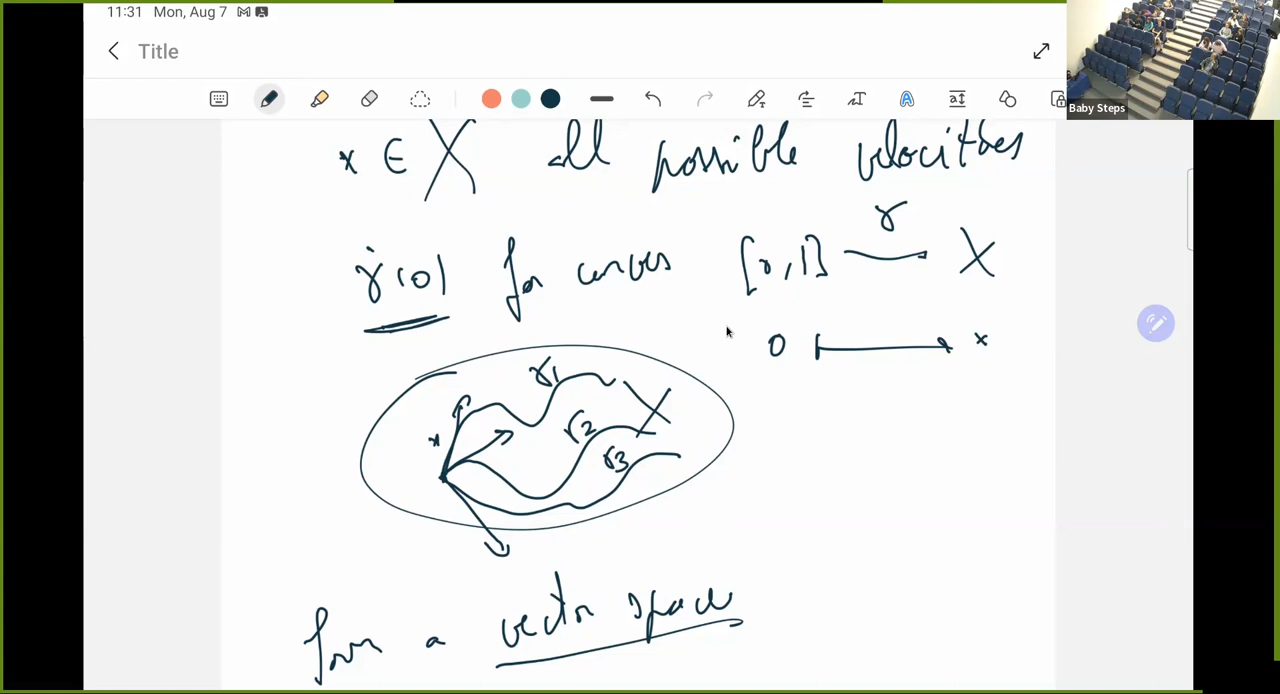 11:31 Mon, Aug 7
Title
Baby Steps
x ∈ X all possible velocities
γ̇(0) for curves [0,1] γ → X
0 ↦ x
γ1
γ2
X
x
γ3
form a vector space